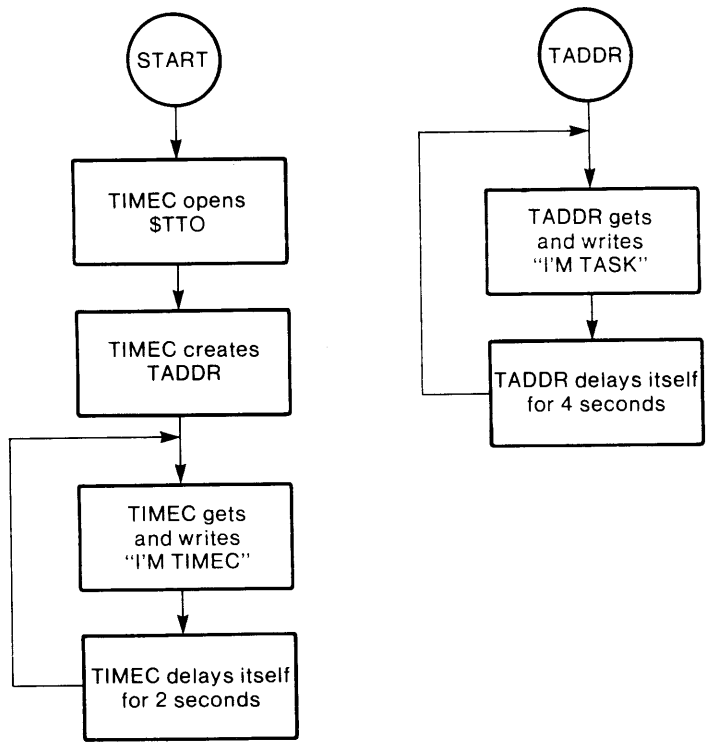 START
TIMEC opens
$TTO
TIMEC creates
TADDR
TIMEC gets
and writes
“I’M TIMEC”
TIMEC delays itself
for 2 seconds
TADDR
TADDR gets
and writes
“I’M TASK”
TADDR delays itself
for 4 seconds